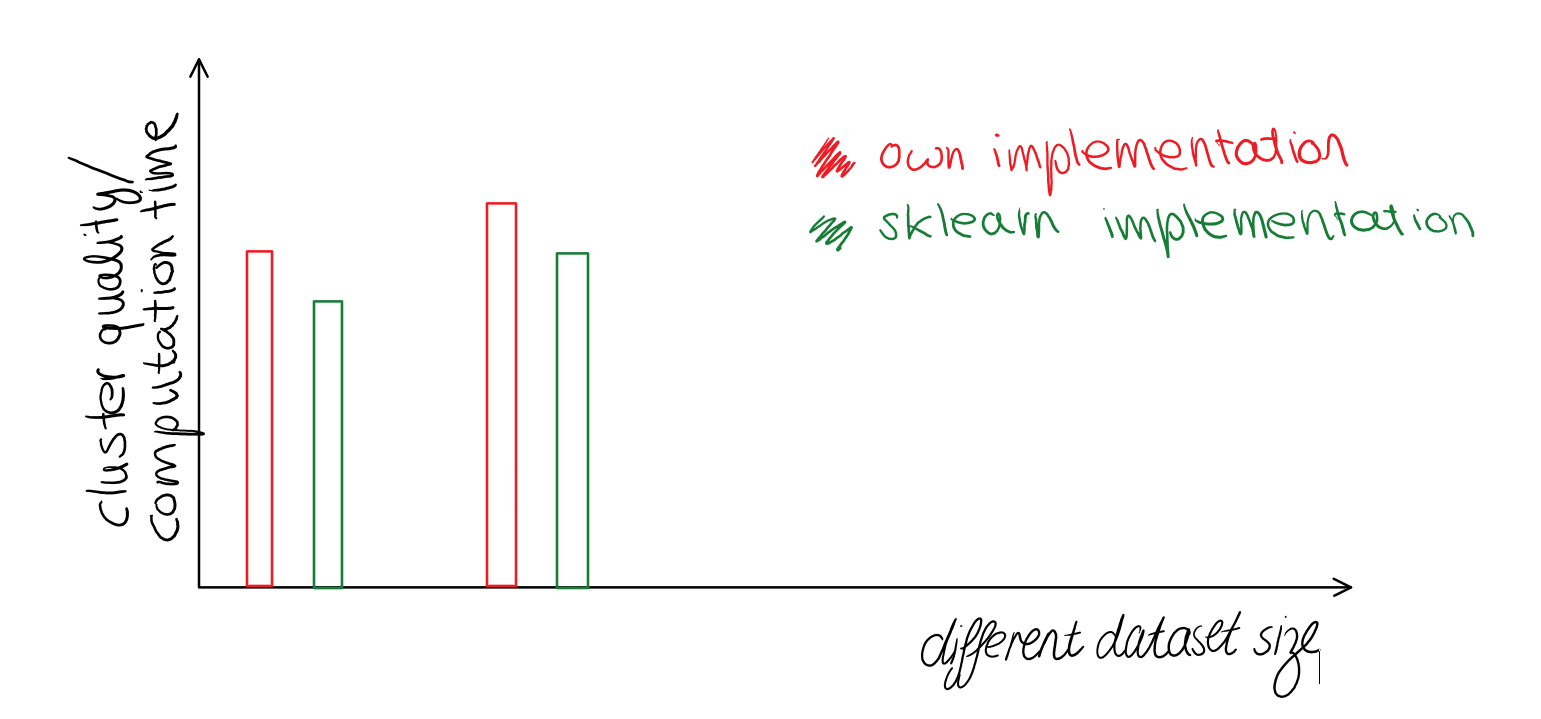 cluster quality/
computation time
own implementation
sklearn implementation
different dataset size